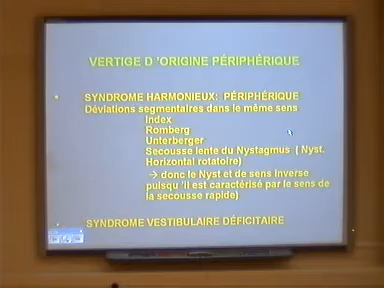 VERTIGE D 'ORIGINE PÉRIPHÉRIQUE
• SYNDROME HARMONIEUX: PÉRIPHÉRIQUE
Déviations segmentaires dans le même sens
Index
Romberg
Unterberger
Secousse lente du Nystagmus ( Nyst.
Horizontal rotatoire)
→ donc le Nyst et de sens inverse
puisqu 'il est caractérisé par le sens de
la secousse rapide)
• SYNDROME VESTIBULAIRE DÉFICITAIRE